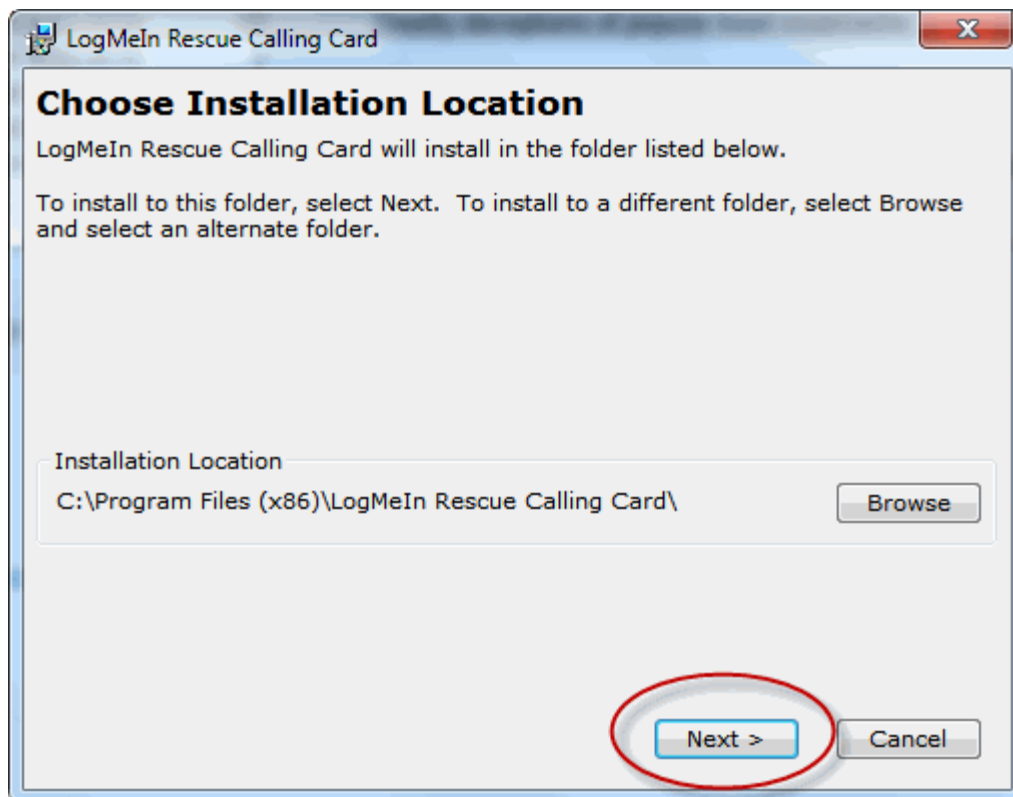 LogMeIn Rescue Calling Card
Choose Installation Location
LogMeIn Rescue Calling Card will install in the folder listed below.
To install to this folder, select Next.  To install to a different folder, select Browse
and select an alternate folder.
Installation Location
C:\Program Files (x86)\LogMeIn Rescue Calling Card\
Browse
Next >
Cancel